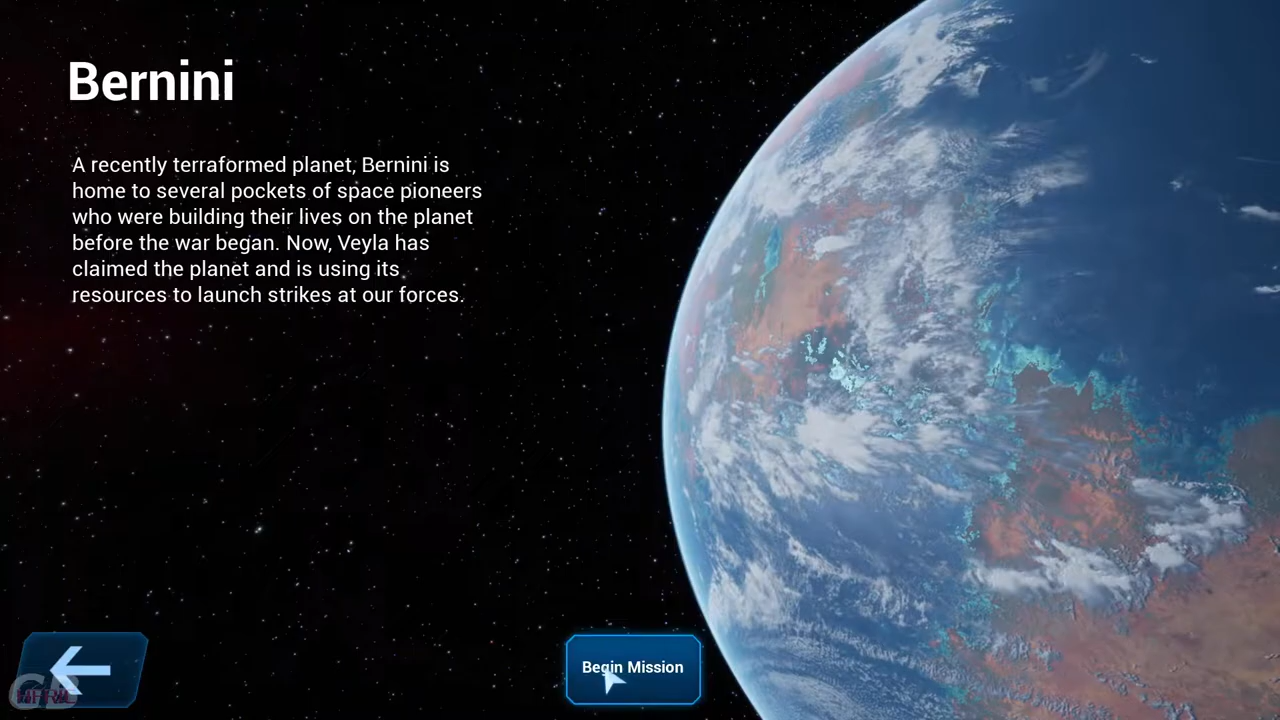 Bernini
A recently terraformed planet, Bernini is
home to several pockets of space pioneers
who were building their lives on the planet
before the war began. Now, Veyla has
claimed the planet and is using its
resources to launch strikes at our forces.
Begin Mission